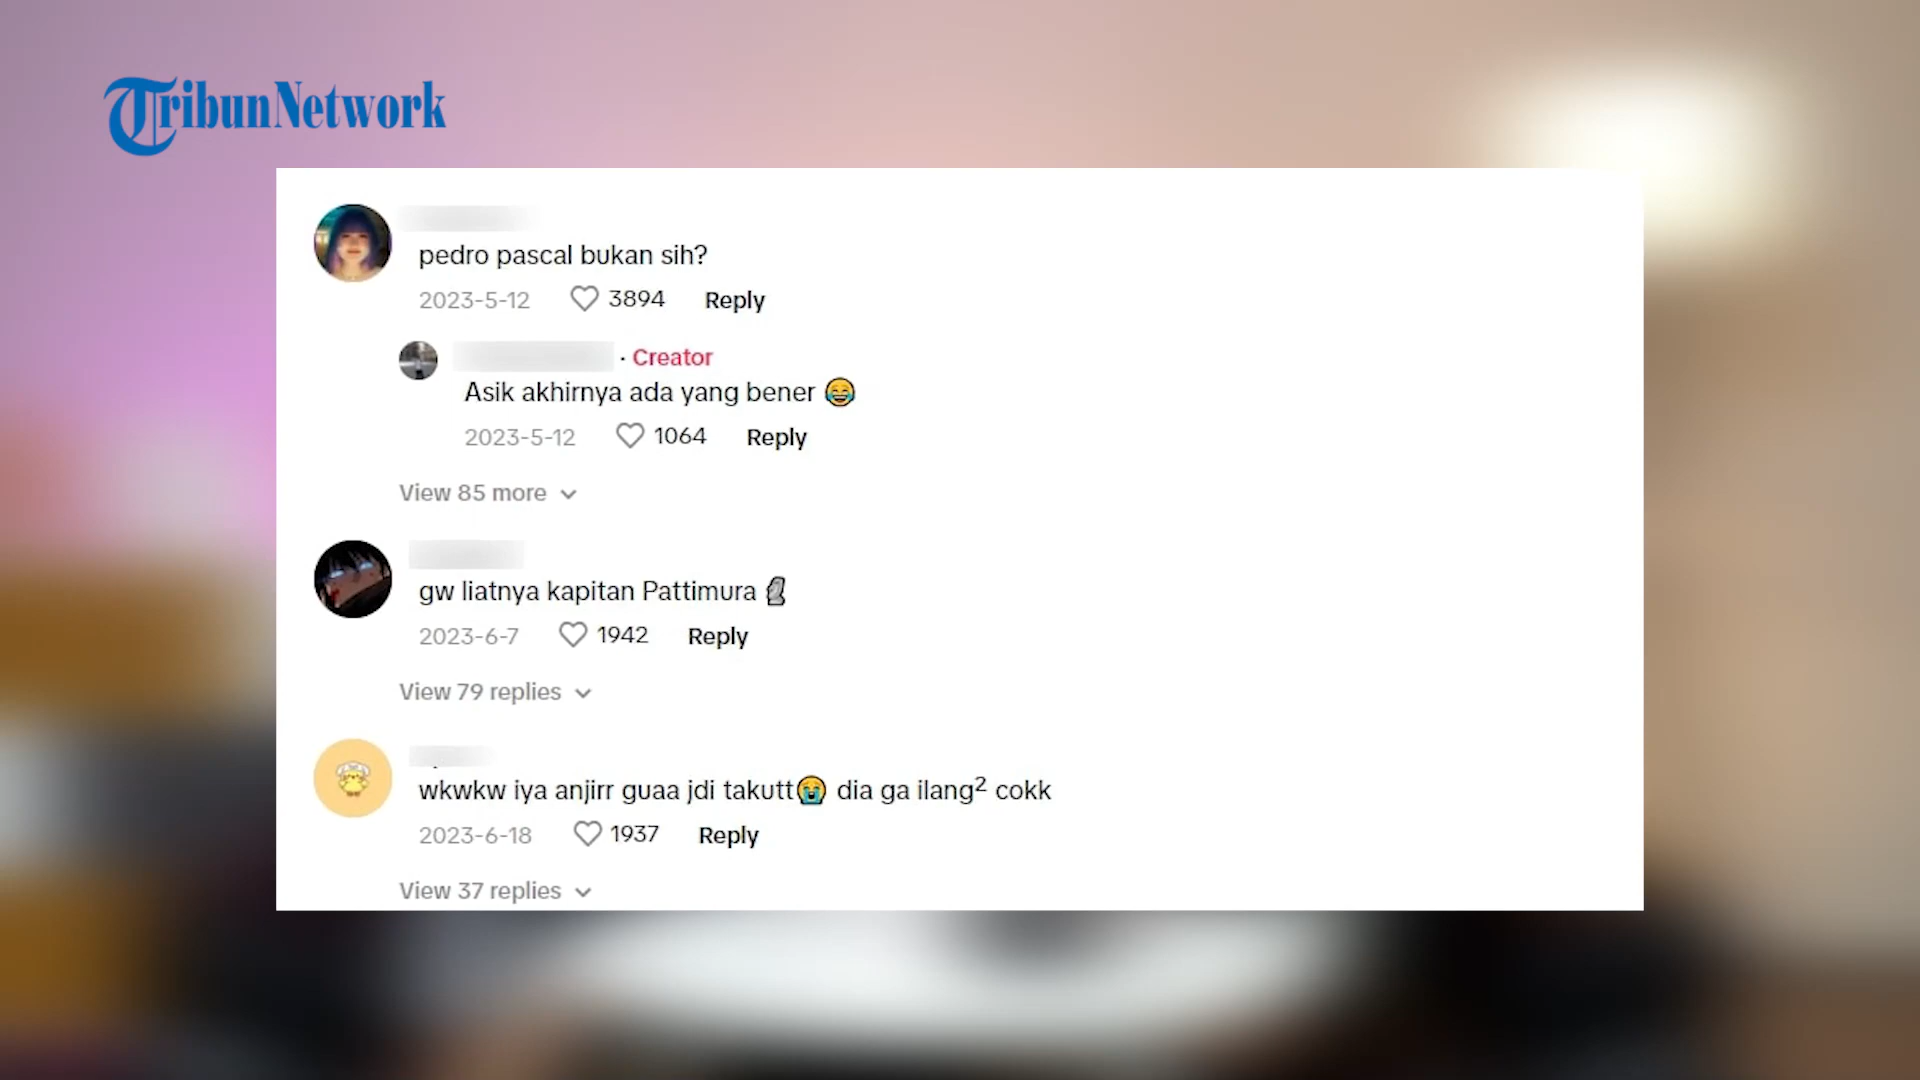 TribunNetwork
pedro pascal bukan sih?
2023-5-12 3894 Reply
· Creator
Asik akhirnya ada yang bener 😂
2023-5-12 1064 Reply
View 85 more
gw liatnya kapitan Pattimura 🗿
2023-6-7 1942 Reply
View 79 replies
wkwkw iya anjirr guaa jdi takutt😭 dia ga ilang² cokk
2023-6-18 1937 Reply
View 37 replies